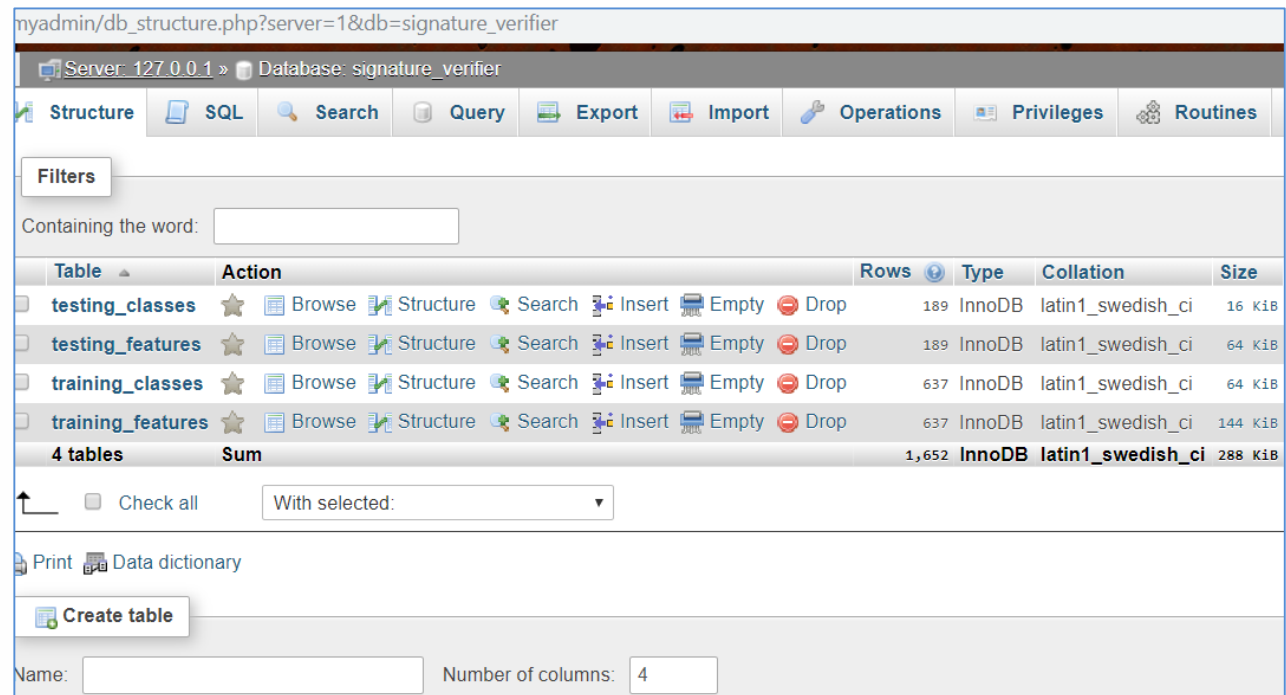 myadmin/db_structure.php?server=1&db=signature_verifier
Server: 127.0.0.1 » Database: signature_verifier
Structure SQL Search Query Export Import Operations Privileges Routines
Filters
Containing the word:
Table Action Rows Type Collation Size
testing_classes Browse Structure Search Insert Empty Drop 189 InnoDB latin1_swedish_ci 16 KiB
testing_features Browse Structure Search Insert Empty Drop 189 InnoDB latin1_swedish_ci 64 KiB
training_classes Browse Structure Search Insert Empty Drop 637 InnoDB latin1_swedish_ci 64 KiB
training_features Browse Structure Search Insert Empty Drop 637 InnoDB latin1_swedish_ci 144 KiB
4 tables Sum 1,652 InnoDB latin1_swedish_ci 288 KiB
Check all With selected:
Print Data dictionary
Create table
Name: Number of columns: 4